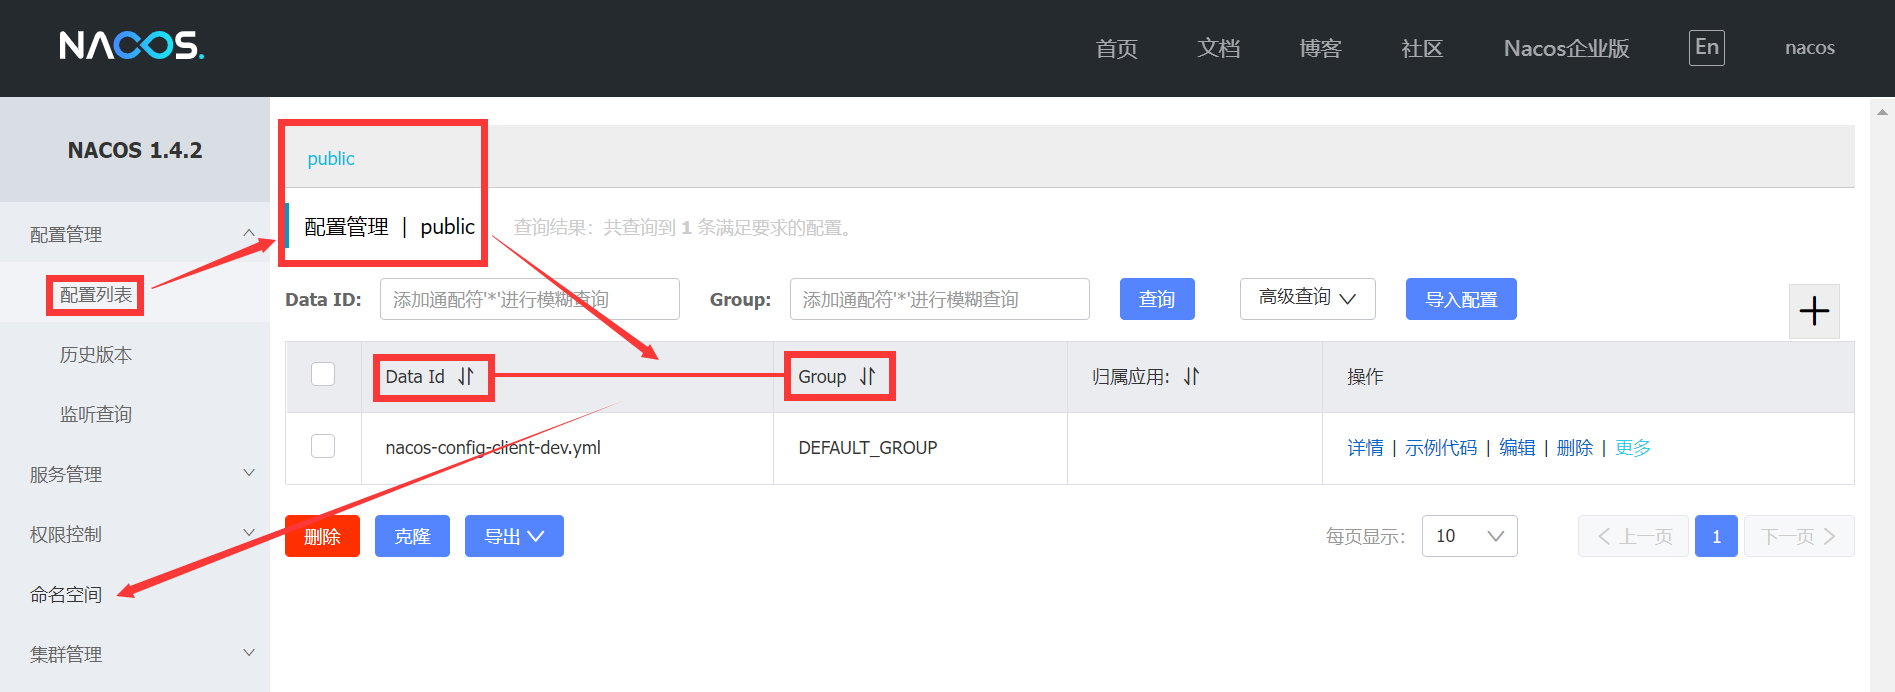 NACOS.
首页 文档 博客 社区 Nacos企业版 En nacos
NACOS 1.4.2
配置管理
配置列表
历史版本
监听查询
服务管理
权限控制
命名空间
集群管理
public
配置管理 | public 查询结果：共查询到 1 条满足要求的配置。
Data ID: 添加通配符'*'进行模糊查询 Group: 添加通配符'*'进行模糊查询 查询 高级查询 导入配置
Data Id Group 归属应用: 操作
nacos-config-client-dev.yml DEFAULT_GROUP 详情 | 示例代码 | 编辑 | 删除 | 更多
删除 克隆 导出 每页显示： 10 上一页 1 下一页